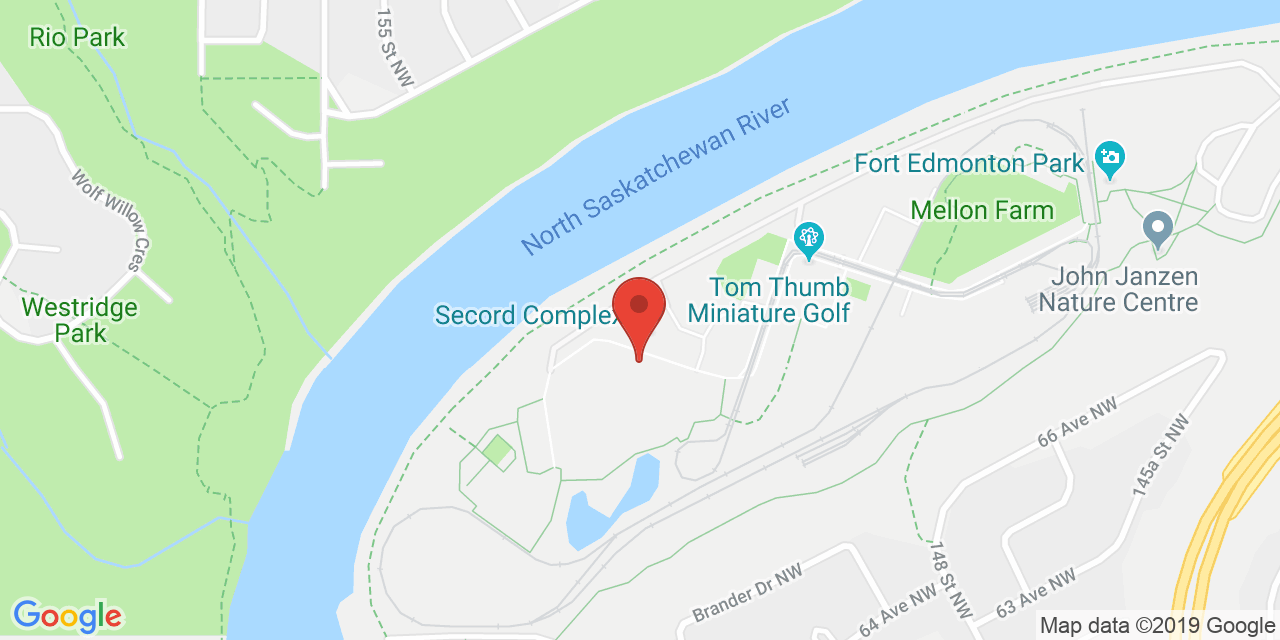 Rio Park
155 St NW
North Saskatchewan River
Fort Edmonton Park
Mellon Farm
Wolf Willow Cres
John Janzen
Nature Centre
Tom Thumb
Miniature Golf
Westridge
Park
Secord Complex
66 Ave NW
145a St NW
148 St NW
Brander Dr NW
63 Ave NW
64 Ave NW
Google
Map data ©2019 Google